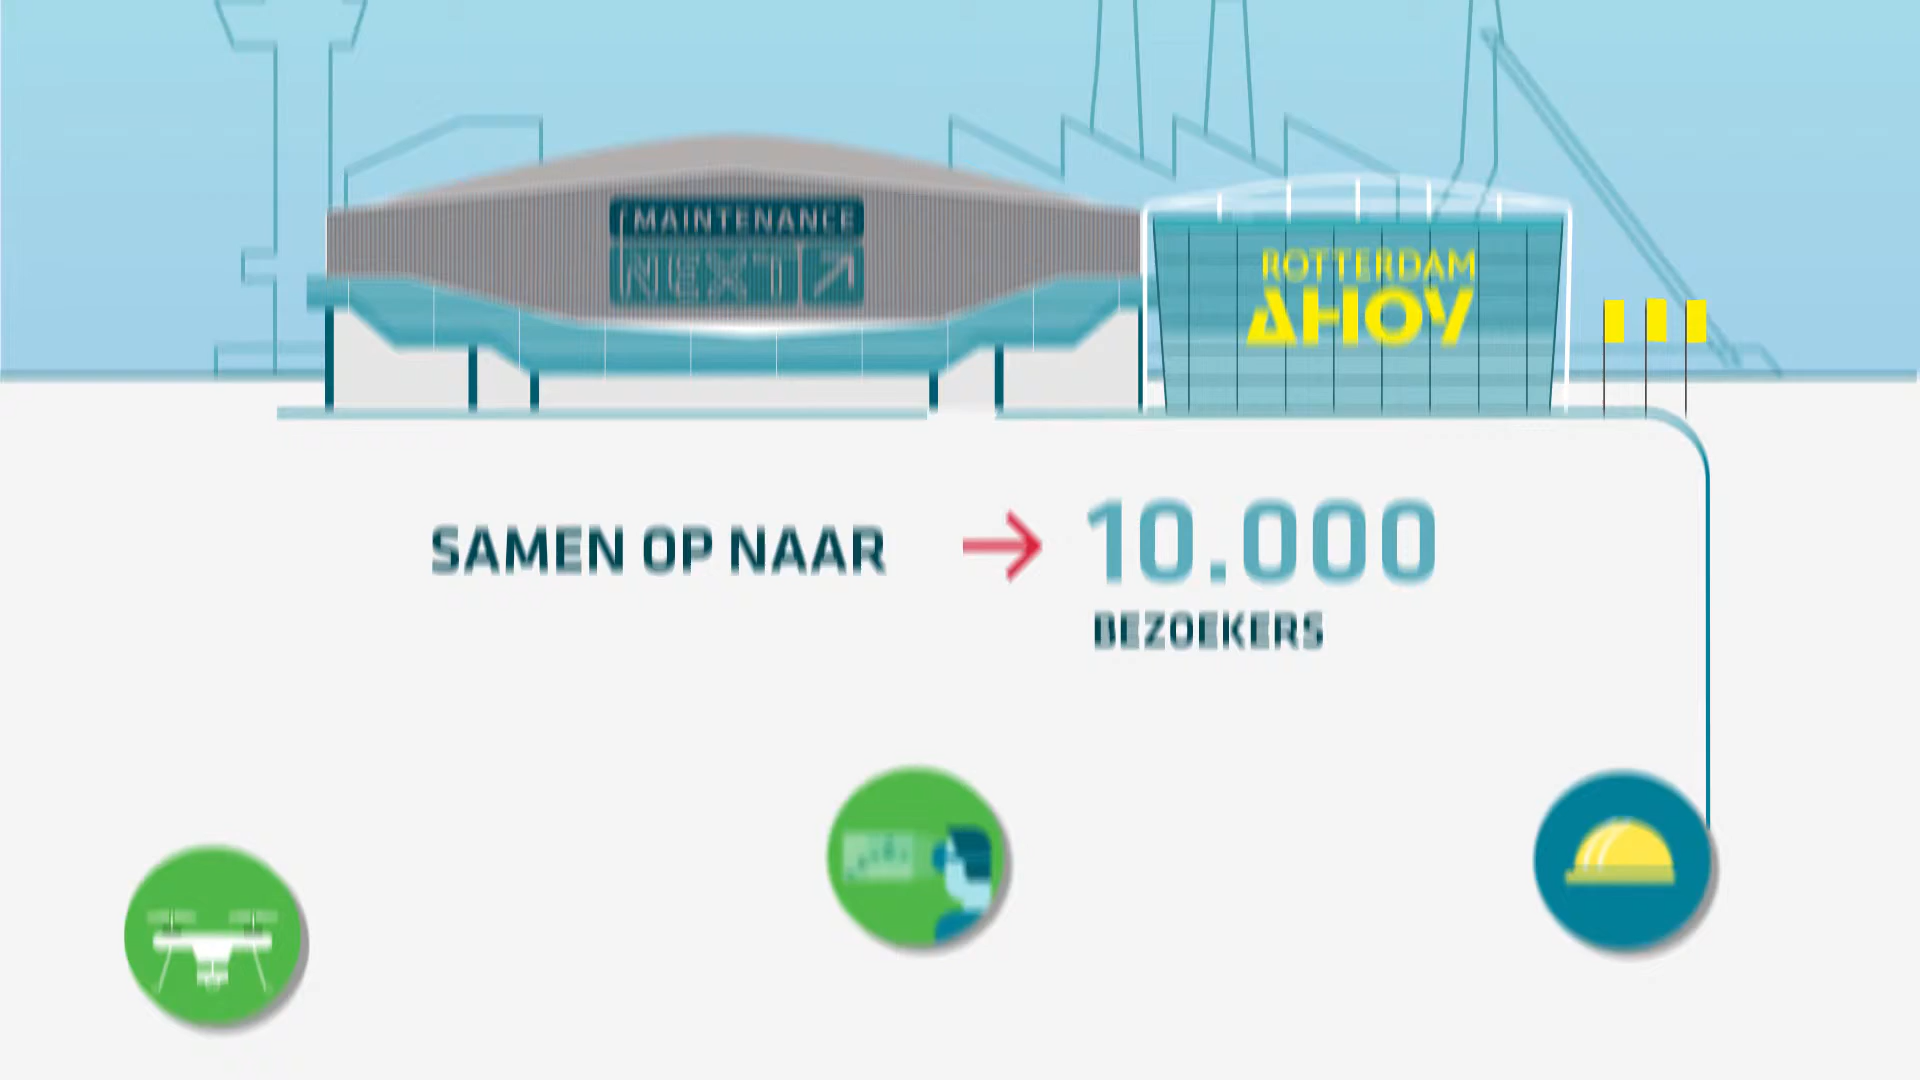 MAINTENANCE
NEXT
ROTTERDAM
AHOY
SAMEN OP NAAR → 10.000
BEZOEKERS